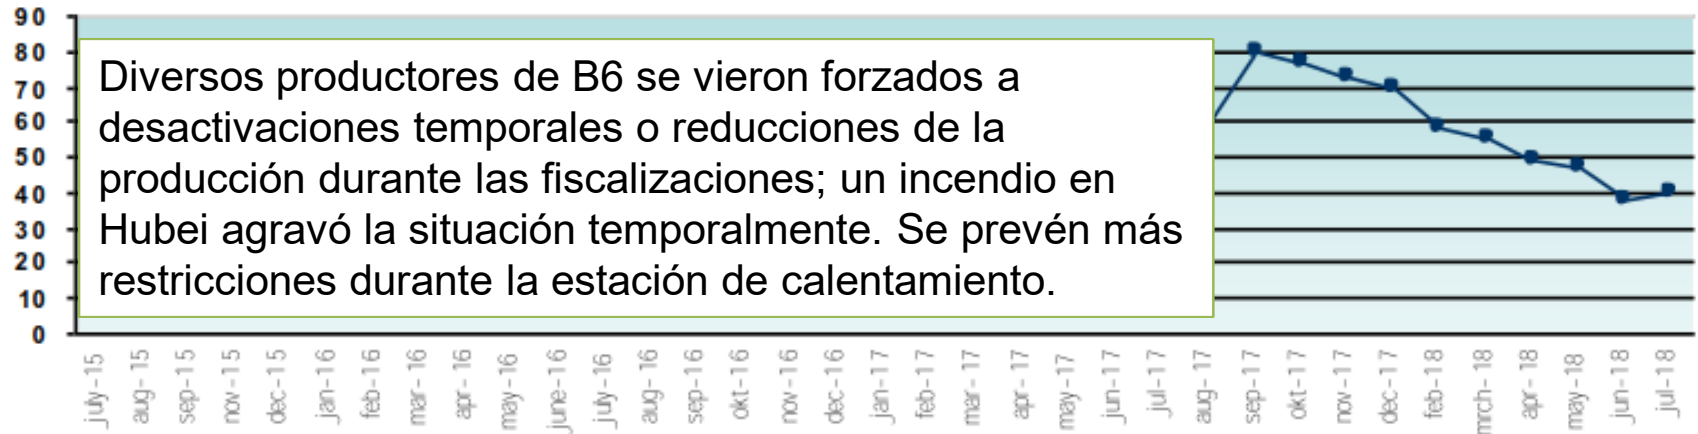 90
80
70
60
50
40
30
20
10
0
Diversos productores de B6 se vieron forzados a
desactivaciones temporales o reducciones de la
producción durante las fiscalizaciones; un incendio en
Hubei agravó la situación temporalmente. Se prevén más
restricciones durante la estación de calentamiento.
july-15
aug-15
sep-15
nov-15
dec-15
jan-16
feb-16
mar-16
apr-16
may-16
june-16
july-16
aug-16
sep-16
okt-16
nov-16
dec-16
jan-17
feb-17
mar-17
apr-17
may-17
jun-17
jul-17
aug-17
sep-17
okt-17
nov-17
dec-17
feb-18
mrch-18
apr-18
may-18
jun-18
jul-18